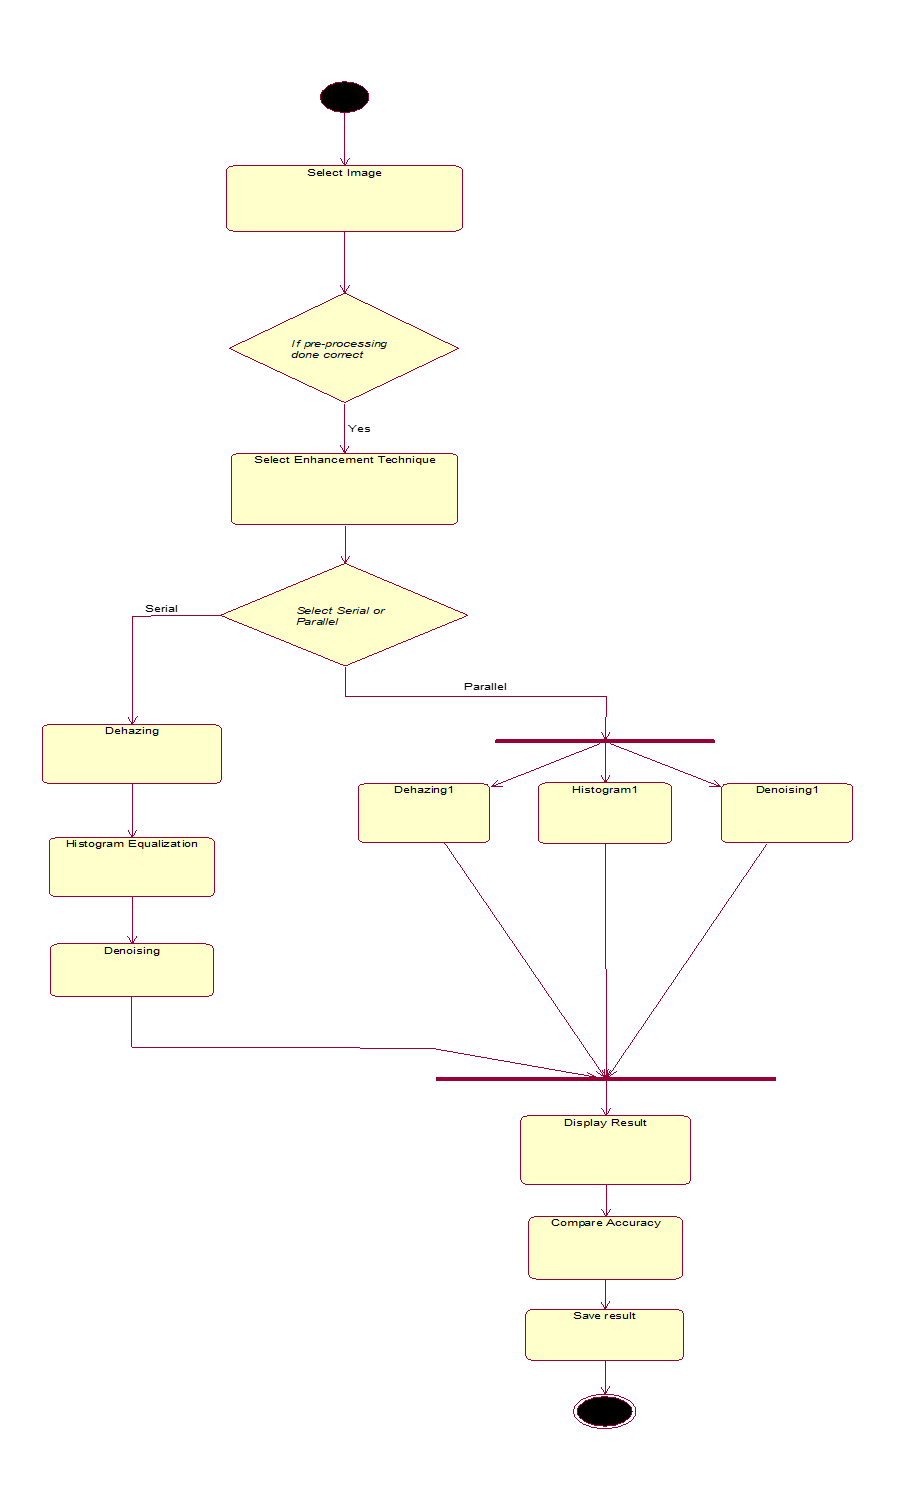 Select Image
If pre-processing
done correct
Yes
Select Enhancement Technique
Select Serial or
Parallel
Serial
Parallel
Dehazing
Histogram Equalization
Denoising
Dehazing1
Histogram1
Denoising1
Display Result
Compare Accuracy
Save result